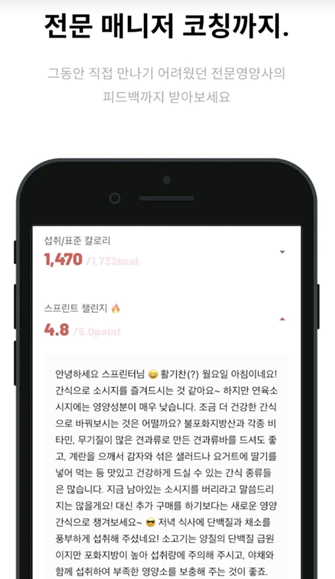 전문 매니저 코칭까지.
그동안 직접 만나기 어려웠던 전문영양사의
피드백까지 받아보세요
섭취/표준 칼로리
1,470 /1,732kcal
스프린트 챌린지 🔥
4.8 /5.0point
안녕하세요 스프린터님 😀 활기찬(?) 월요일 아침이네요!
간식으로 소시지를 즐겨드시는 것 같아요~ 하지만 연육소
시지에는 영양성분이 매우 낮습니다. 조금 더 건강한 간식
으로 바꿔보시는 것은 어떨까요? 불포화지방산과 각종 비
타민, 무기질이 많은 견과류로 만든 견과류바를 드셔도 좋
고, 계란을 으깨서 감자와 섞은 샐러드나 요거트에 딸기를
넣어 먹는 등 맛있고 건강하게 드실 수 있는 간식 종류들
은 많습니다. 지금 남아있는 소시지를 버리라고 말씀드리
지는 않을게요! 대신 추가 구매를 하기보다는 새로운 영양
간식으로 챙겨보세요~ 😎 저녁 식사에 단백질과 채소를
풍부하게 섭취해 주셨네요! 소고기는 양질의 단백질 급원
이지만 포화지방이 높아 섭취량에 주의해 주시고, 야채와
함께 섭취하여 부족한 영양소를 보충해 주는 것이 좋죠.